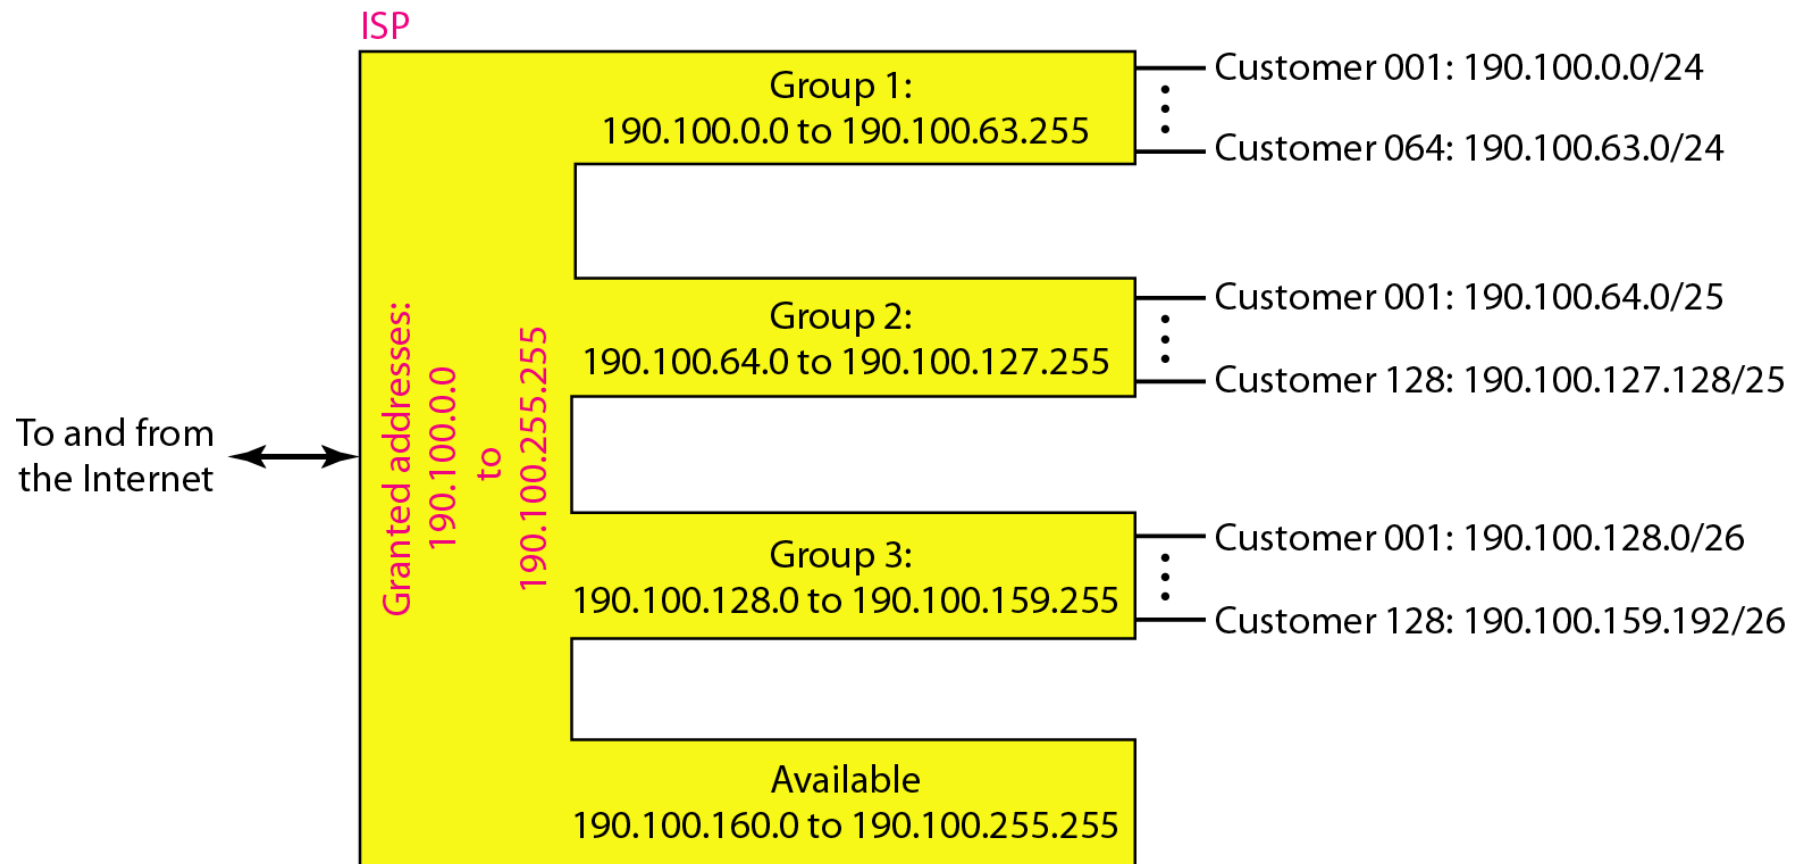 ISP
Group 1:
190.100.0.0 to 190.100.63.255
Customer 001: 190.100.0.0/24
Customer 064: 190.100.63.0/24
Group 2:
190.100.64.0 to 190.100.127.255
Customer 001: 190.100.64.0/25
Customer 128: 190.100.127.128/25
To and from
the Internet
Granted addresses:
190.100.0.0
to
190.100.255.255
Group 3:
190.100.128.0 to 190.100.159.255
Customer 001: 190.100.128.0/26
Customer 128: 190.100.159.192/26
Available
190.100.160.0 to 190.100.255.255